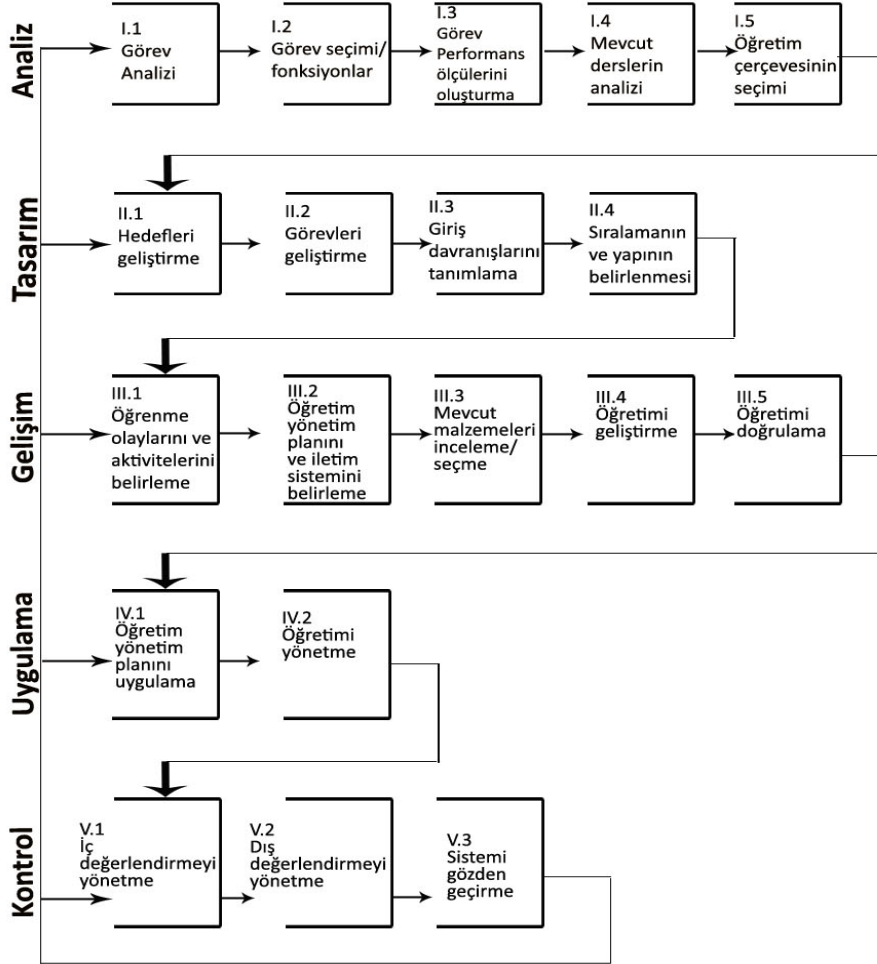 Analiz
I.1
Görev
Analizi
I.2
Görev seçimi/
fonksiyonlar
I.3
Görev
Performans
ölçülerini
oluşturma
I.4
Mevcut
derslerin
analizi
I.5
Öğretim
çerçevesinin
seçimi
Tasarım
II.1
Hedefleri
geliştirme
II.2
Görevleri
geliştirme
II.3
Giriş
davranışlarını
tanımlama
II.4
Sıralamanın
ve yapının
belirlenmesi
Gelişim
III.1
Öğrenme
olaylarını ve
aktivitelerini
belirleme
III.2
Öğretim
yönetim
planını
ve iletim
sistemini
belirleme
III.3
Mevcut
malzemeleri
inceleme/
seçme
III.4
Öğretimi
geliştirme
III.5
Öğretimi
doğrulama
Uygulama
IV.1
Öğretim
yönetim
planını
uygulama
IV.2
Öğretimi
yönetme
Kontrol
V.1
İç
değerlendirmeyi
yönetme
V.2
Dış
değerlendirmeyi
yönetme
V.3
Sistemi
gözden
geçirme